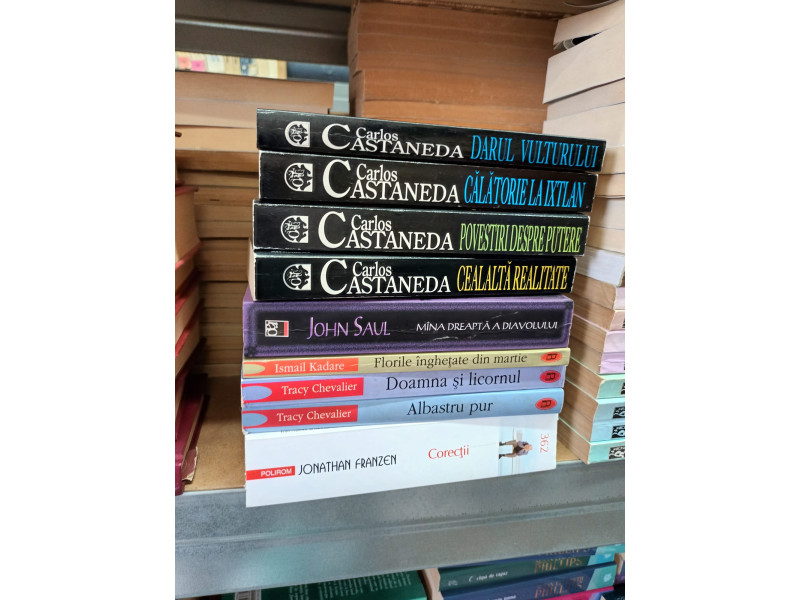 Carlos CASTANEDA DARUL VULTURULUI
Carlos CASTANEDA CĂLĂTORIE LA IXTLAN
Carlos CASTANEDA POVESTIRI DESPRE PUTERE
Carlos CASTANEDA CEALALTĂ REALITATE
RAO JOHN SAUL MÎNA DREAPTĂ A DIAVOLULUI
Ismail Kadare Florile înghețate din martie
Tracy Chevalier Doamna și licornul
Tracy Chevalier Albastru pur
POLIROM JONATHAN FRANZEN Corecții 362